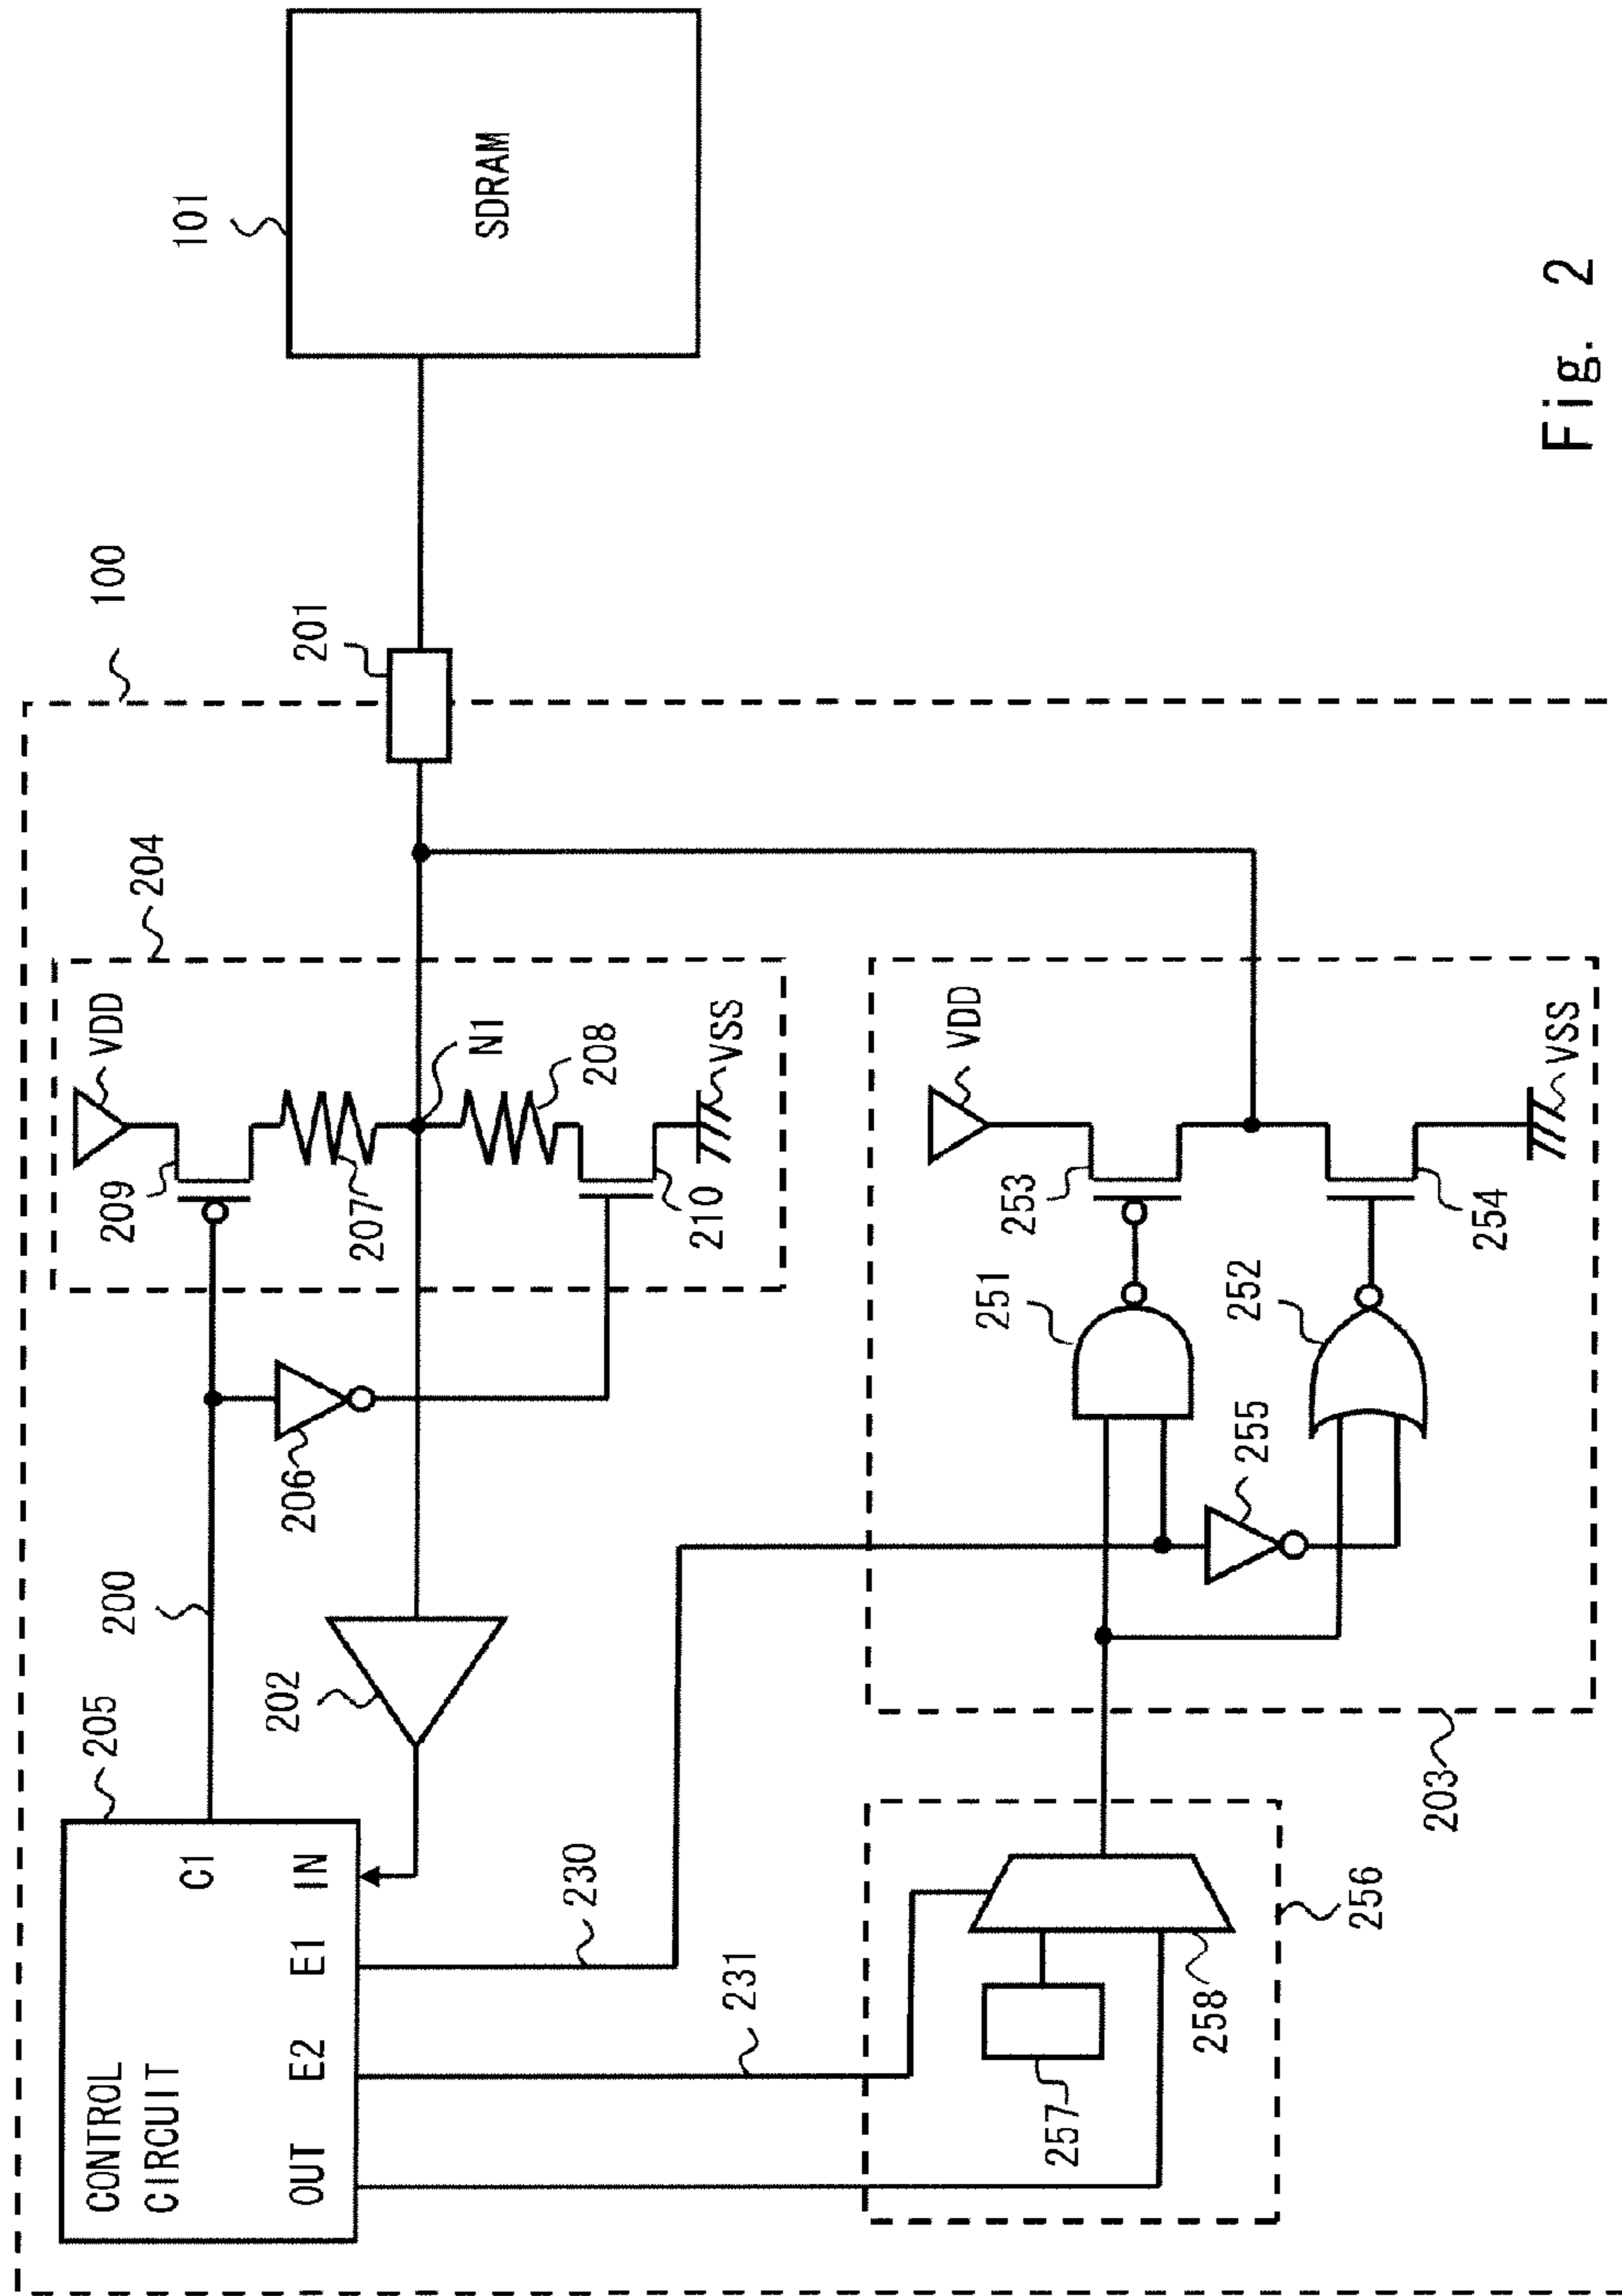 100
101
SDRAM
201
204
VDD
209
207
N1
208
210
VSS
200
206
205
CONTROL
CIRCUIT
C1
IN
E1
E2
OUT
202
230
231
VDD
253
251
252
254
VSS
255
203
256
257
258
Fig. 2